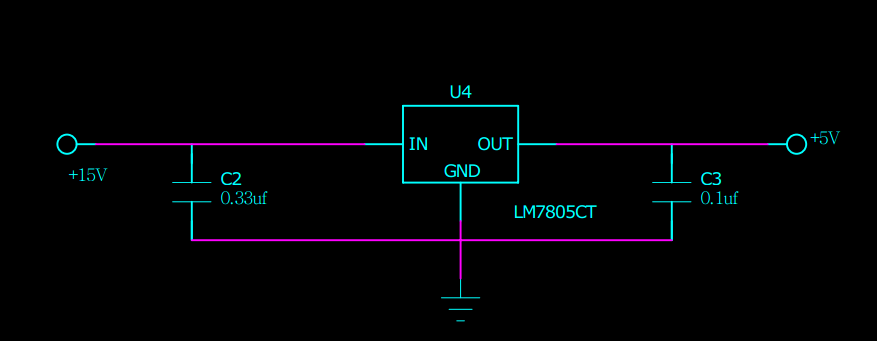 U4
IN
OUT
GND
+15V
+5V
C2
0.33uf
C3
0.1uf
LM7805CT